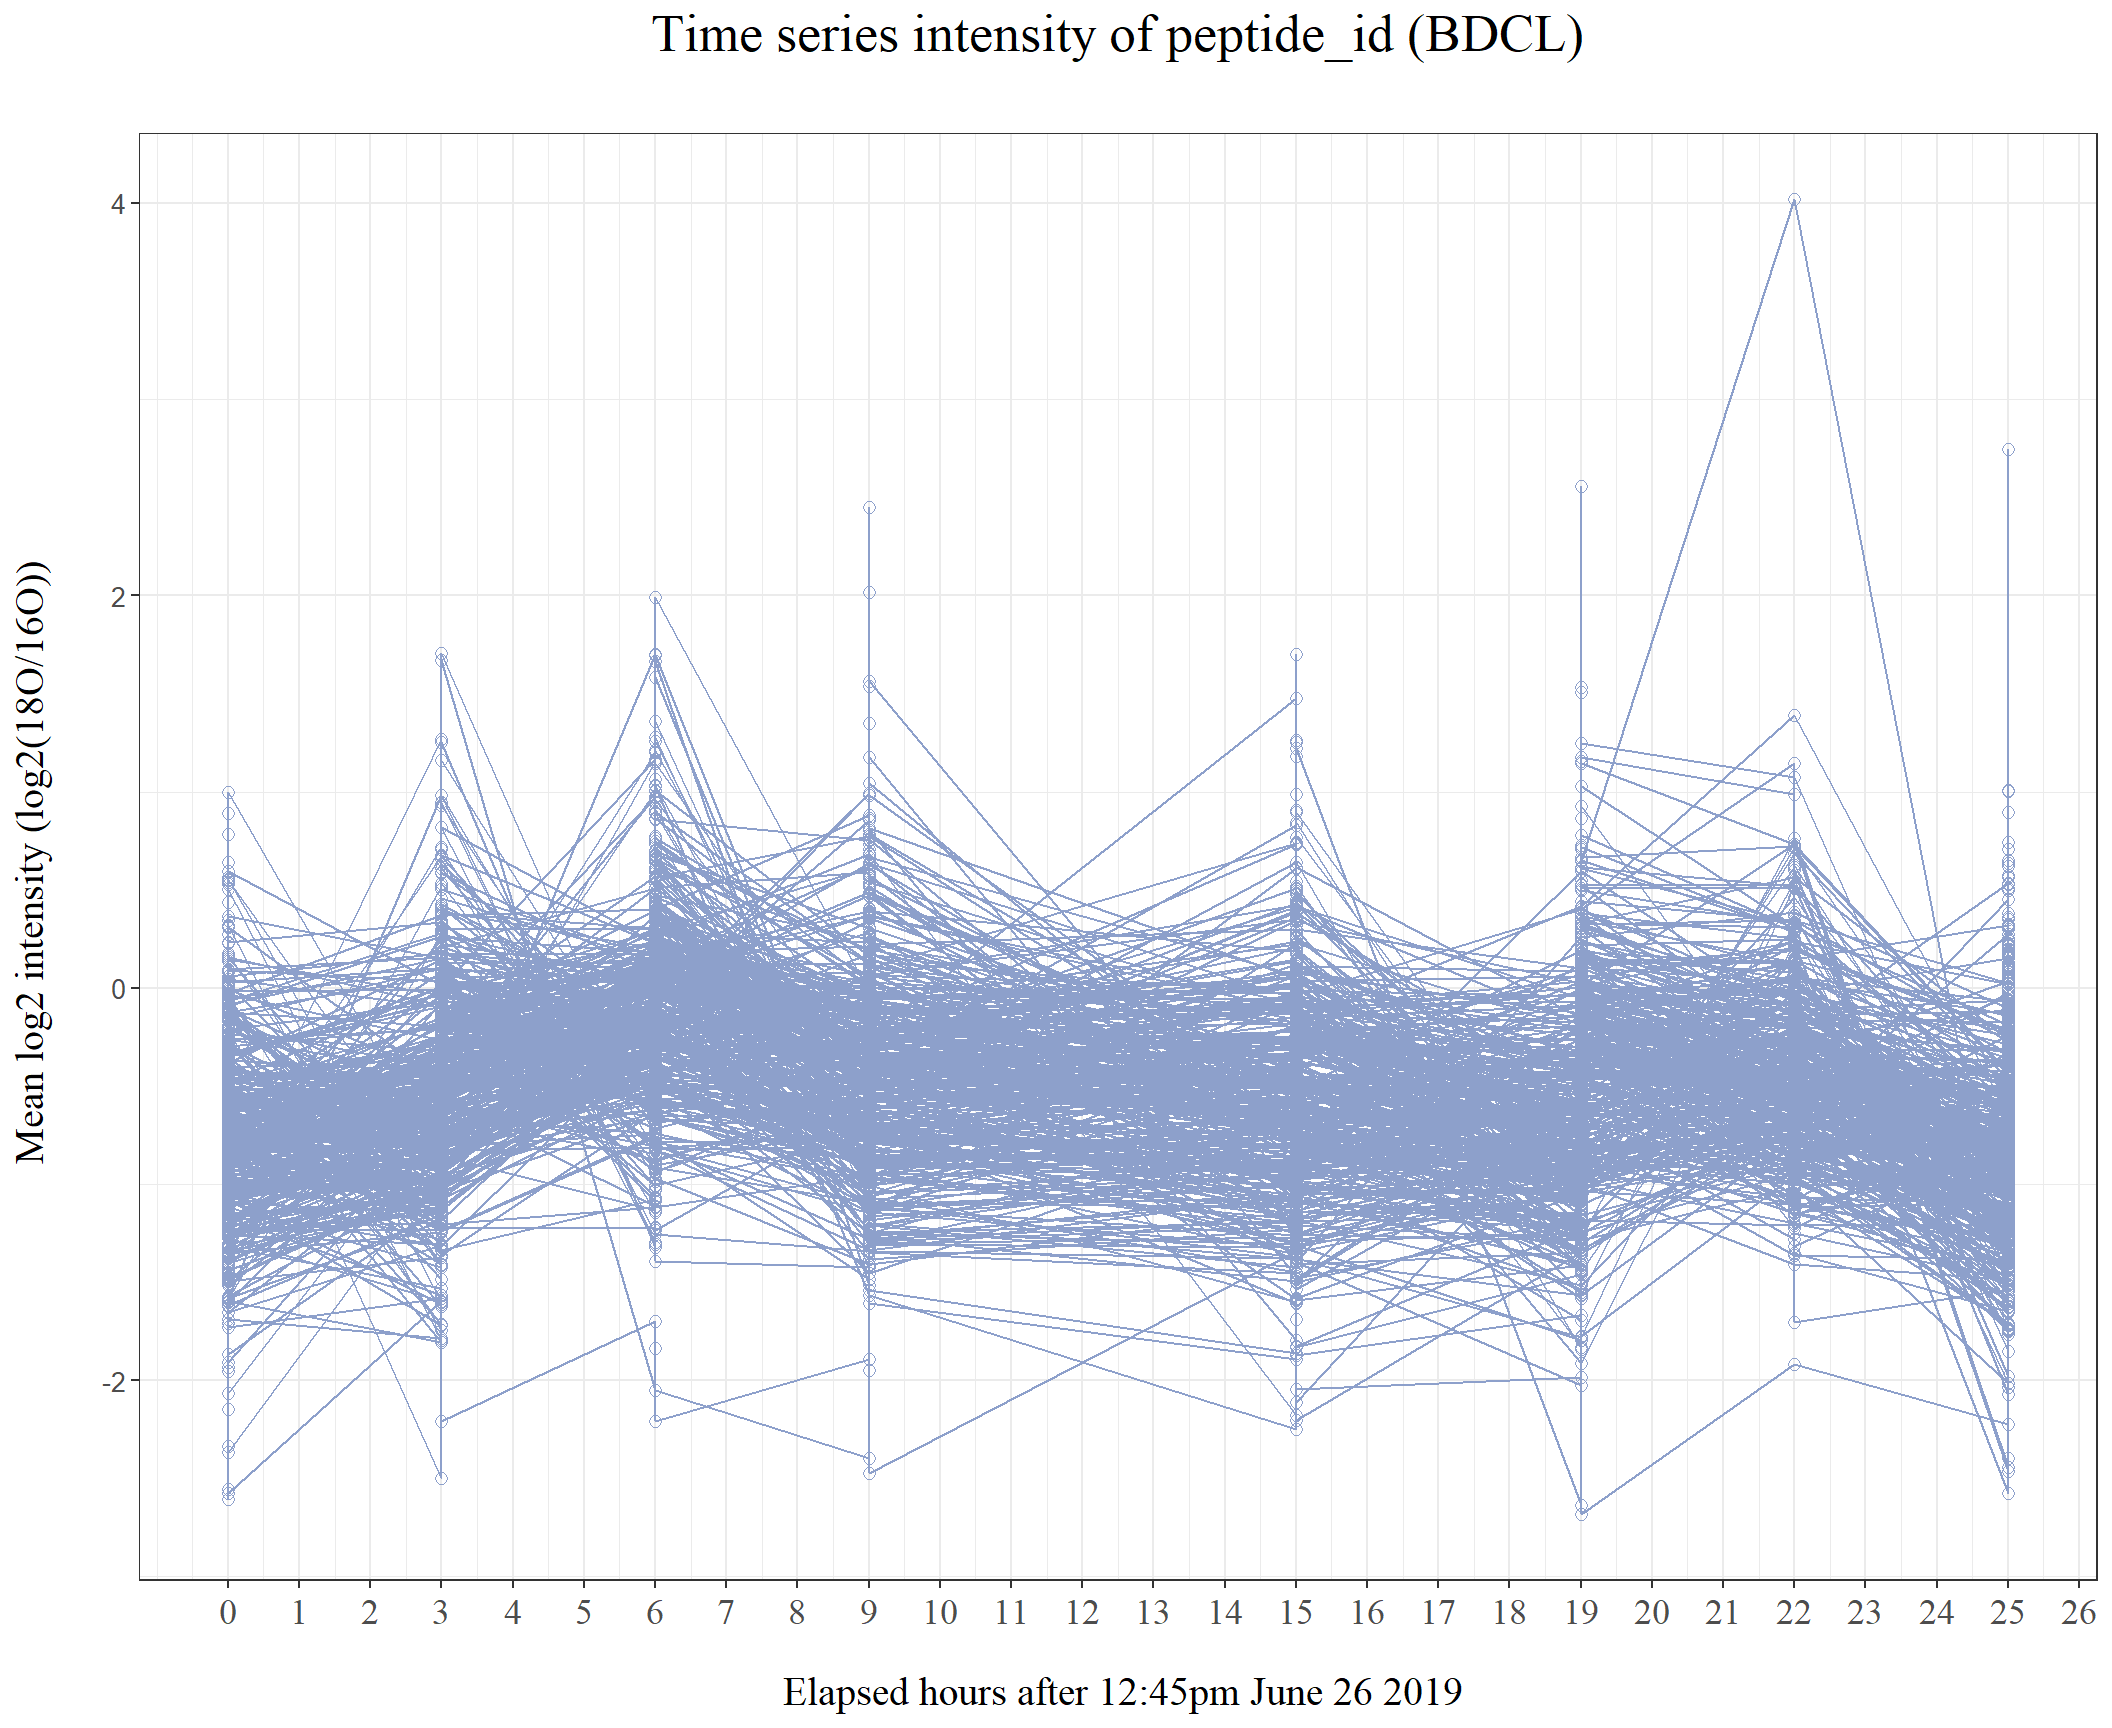 Time series intensity of peptide_id (BDCL)
Mean log2 intensity (log2(18O/16O))
4
2
0
-2
0 1 2 3 4 5 6 7 8 9 10 11 12 13 14 15 16 17 18 19 20 21 22 23 24 25 26
Elapsed hours after 12:45pm June 26 2019